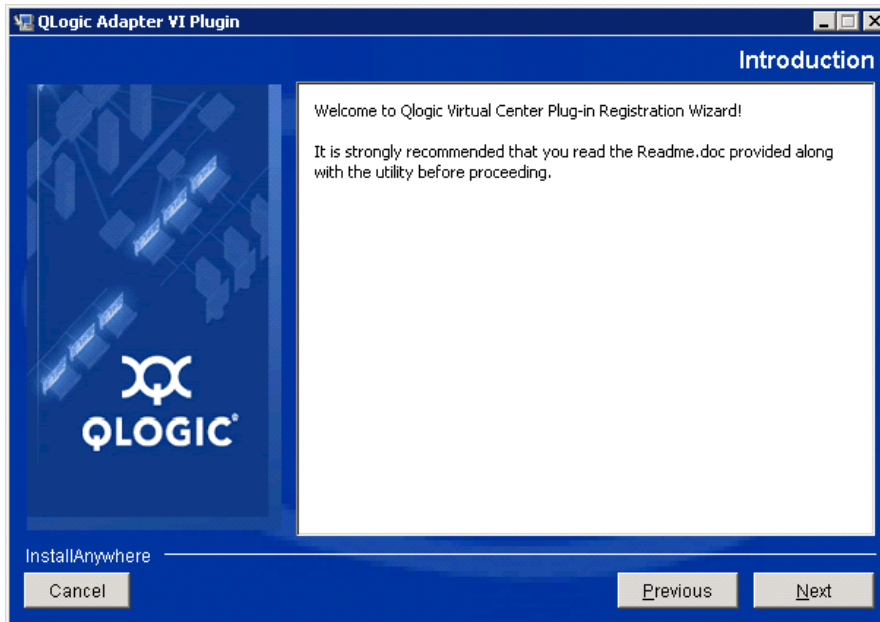 QLogic Adapter VI Plugin
Introduction
Welcome to Qlogic Virtual Center Plug-in Registration Wizard!
It is strongly recommended that you read the Readme.doc provided along
with the utility before proceeding.
QLOGIC®
InstallAnywhere
Cancel
Previous
Next